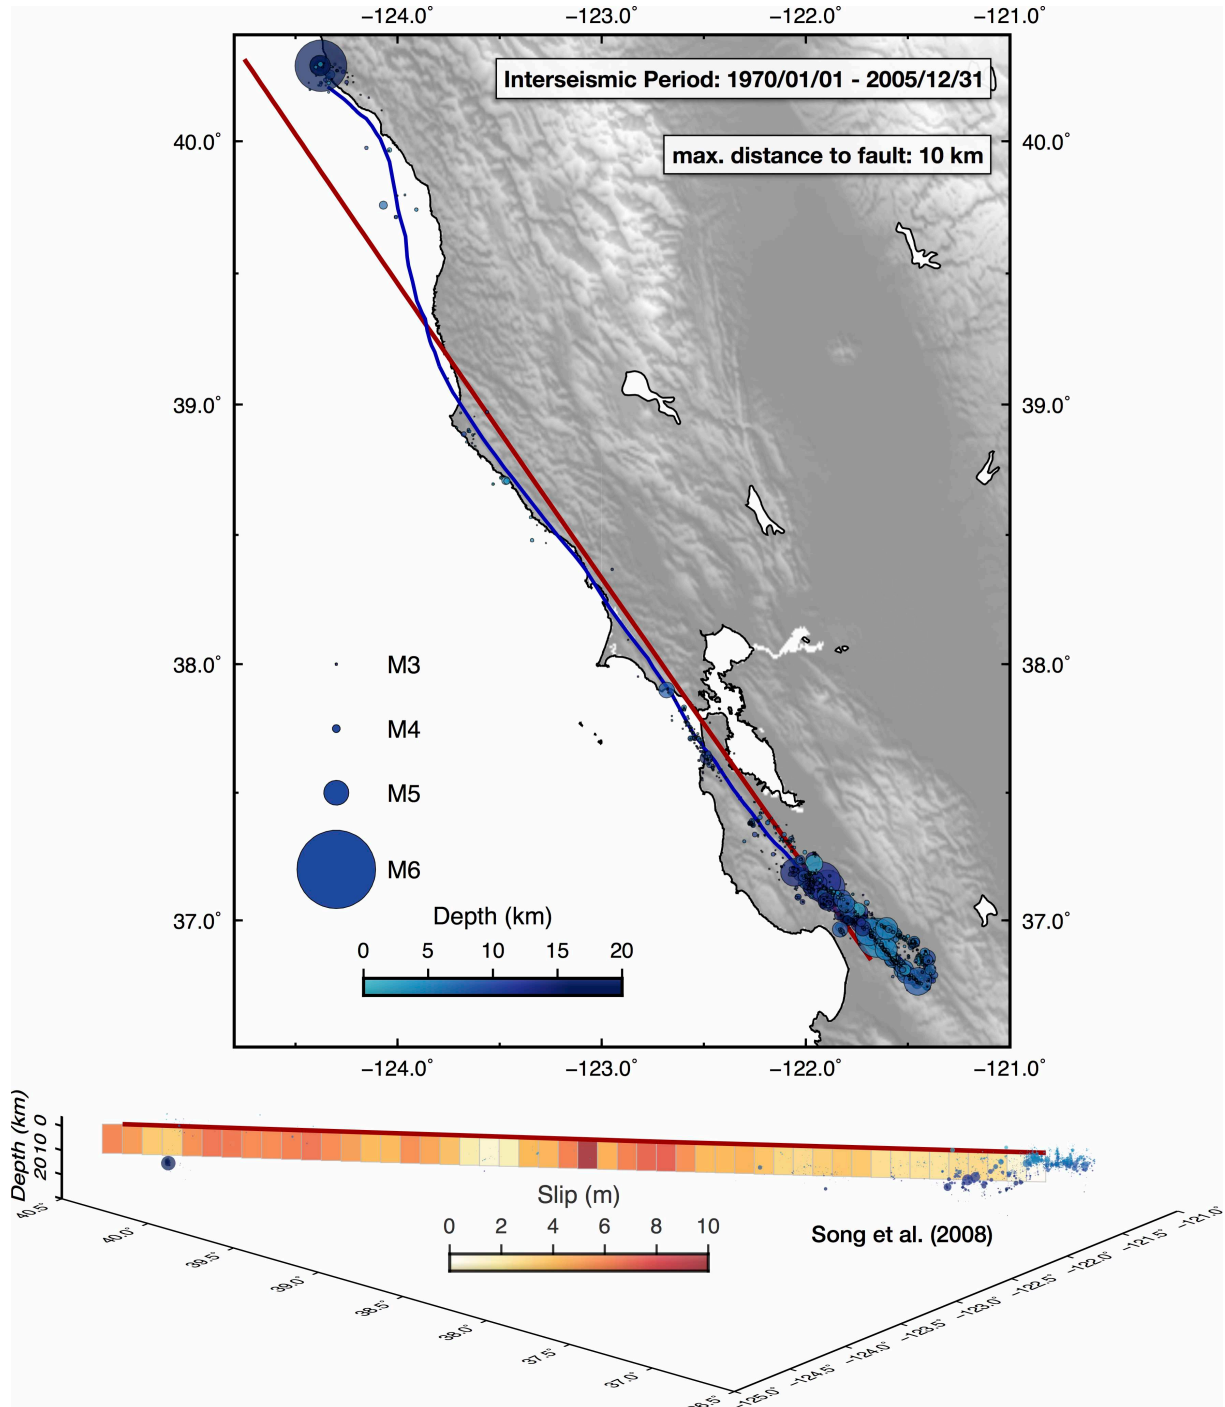 −124.0° −123.0° −122.0° −121.0°
Interseismic Period: 1970/01/01 - 2005/12/31
40.0° 40.0°
max. distance to fault: 10 km
39.0° 39.0°
38.0° 38.0°
M3
M4
M5
M6
37.0° 37.0°
Depth (km)
0 5 10 15 20
−124.0° −123.0° −122.0° −121.0°
Depth (km)
20 10 0
Slip (m)
0 2 4 6 8 10
Song et al. (2008)
40.5° 40.0° 39.5° 39.0° 38.5° 38.0° 37.5° 37.0°
−125.0° −124.5° −124.0° −123.5° −123.0° −122.5° −122.0° −121.5° −121.0°